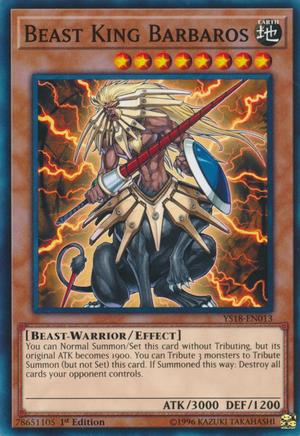 BEAST KING BARBAROS
EARTH
地
YS18-EN013
[BEAST-WARRIOR/EFFECT]
You can Normal Summon/Set this card without Tributing, but its
original ATK becomes 1900. You can Tribute 3 monsters to Tribute
Summon (but not Set) this card. If Summoned this way: Destroy all
cards your opponent controls.
ATK/3000 DEF/1200
78651105 1st Edition ©1996 KAZUKI TAKAHASHI